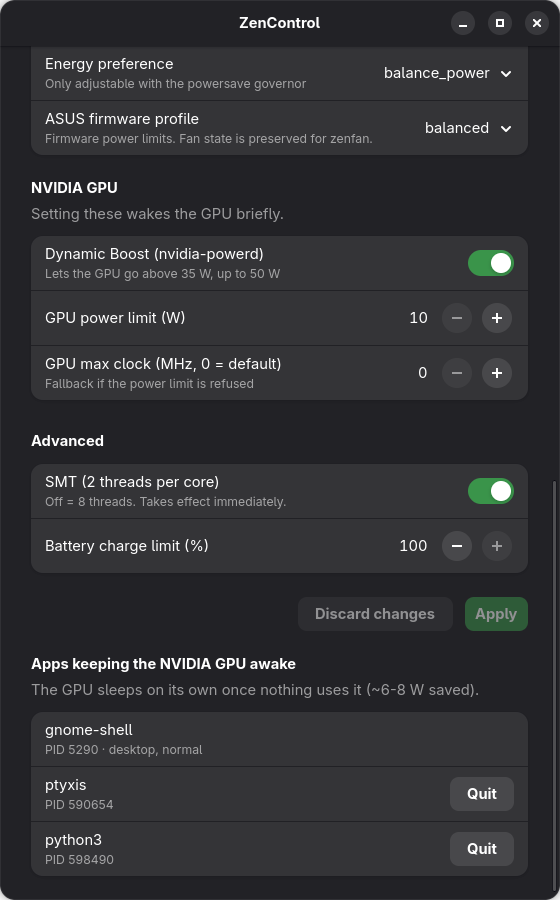 ZenControl
Energy preference
Only adjustable with the powersave governor
balance_power
ASUS firmware profile
Firmware power limits. Fan state is preserved for zenfan.
balanced
NVIDIA GPU
Setting these wakes the GPU briefly.
Dynamic Boost (nvidia-powerd)
Lets the GPU go above 35 W, up to 50 W
GPU power limit (W)
10
GPU max clock (MHz, 0 = default)
Fallback if the power limit is refused
0
Advanced
SMT (2 threads per core)
Off = 8 threads. Takes effect immediately.
Battery charge limit (%)
100
Discard changes
Apply
Apps keeping the NVIDIA GPU awake
The GPU sleeps on its own once nothing uses it (~6-8 W saved).
gnome-shell
PID 5290 · desktop, normal
ptyxis
PID 590654
Quit
python3
PID 598490
Quit